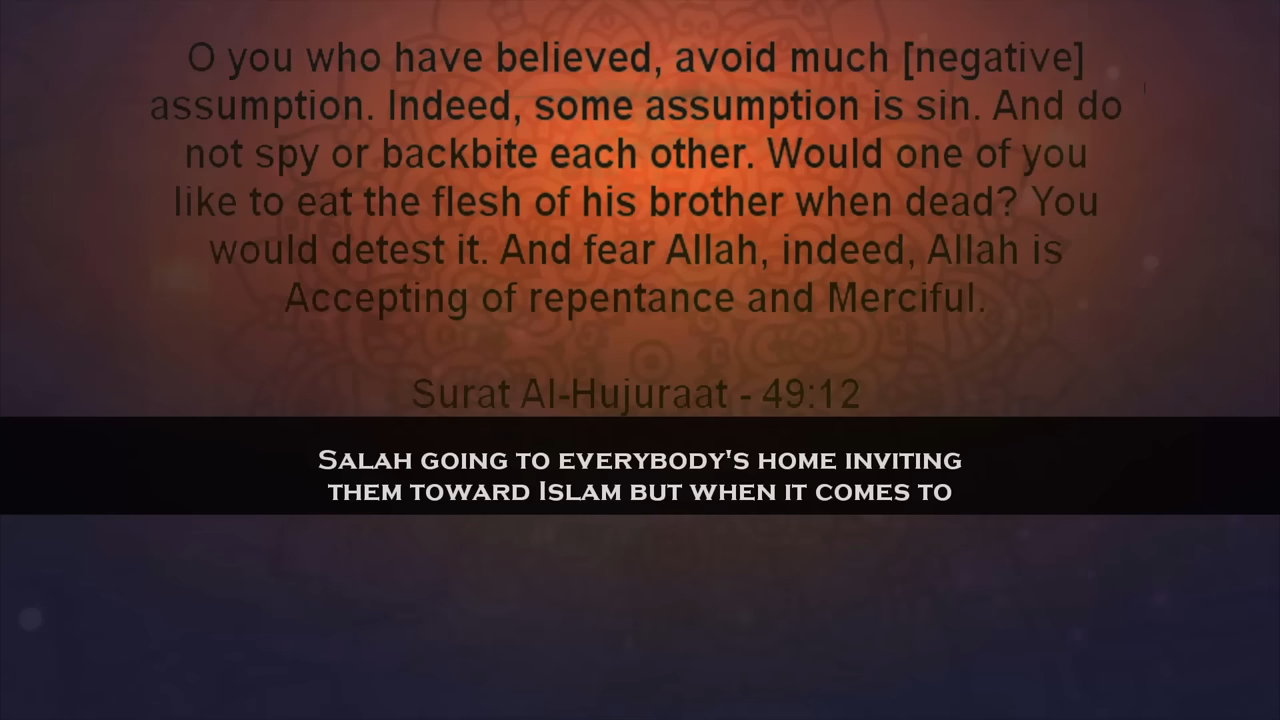 O you who have believed, avoid much [negative]
assumption. Indeed, some assumption is sin. And do
not spy or backbite each other. Would one of you
like to eat the flesh of his brother when dead? You
would detest it. And fear Allah, indeed, Allah is
Accepting of repentance and Merciful.
Surat Al-Hujuraat - 49:12
SALAH GOING TO EVERYBODY'S HOME INVITING
THEM TOWARD ISLAM BUT WHEN IT COMES TO